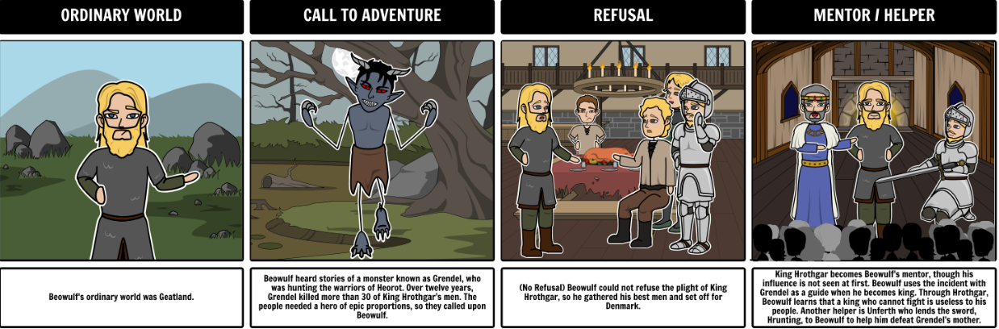 ORDINARY WORLD
CALL TO ADVENTURE
REFUSAL
MENTOR / HELPER
Beowulf's ordinary world was Geatland.
Beowulf heard stories of a monster known as Grendel, who
was hunting the warriors of Heorot. Over twelve years,
Grendel killed more than 30 of King Hrothgar's men. The
people needed a hero of epic proportions, so they called upon
Beowulf.
(No Refusal) Beowulf could not refuse the plight of King
Hrothgar, so he gathered his best men and set off for
Denmark.
King Hrothgar becomes Beowulf's mentor, though his
influence is not seen at first. Beowulf uses the incident with
Grendel as a guide when he becomes king. Through Hrothgar,
Beowulf learns that a king who cannot fight is useless to his
people. Another helper is Unferth who lends the sword,
Hrunting, to Beowulf to help him defeat Grendel's mother.